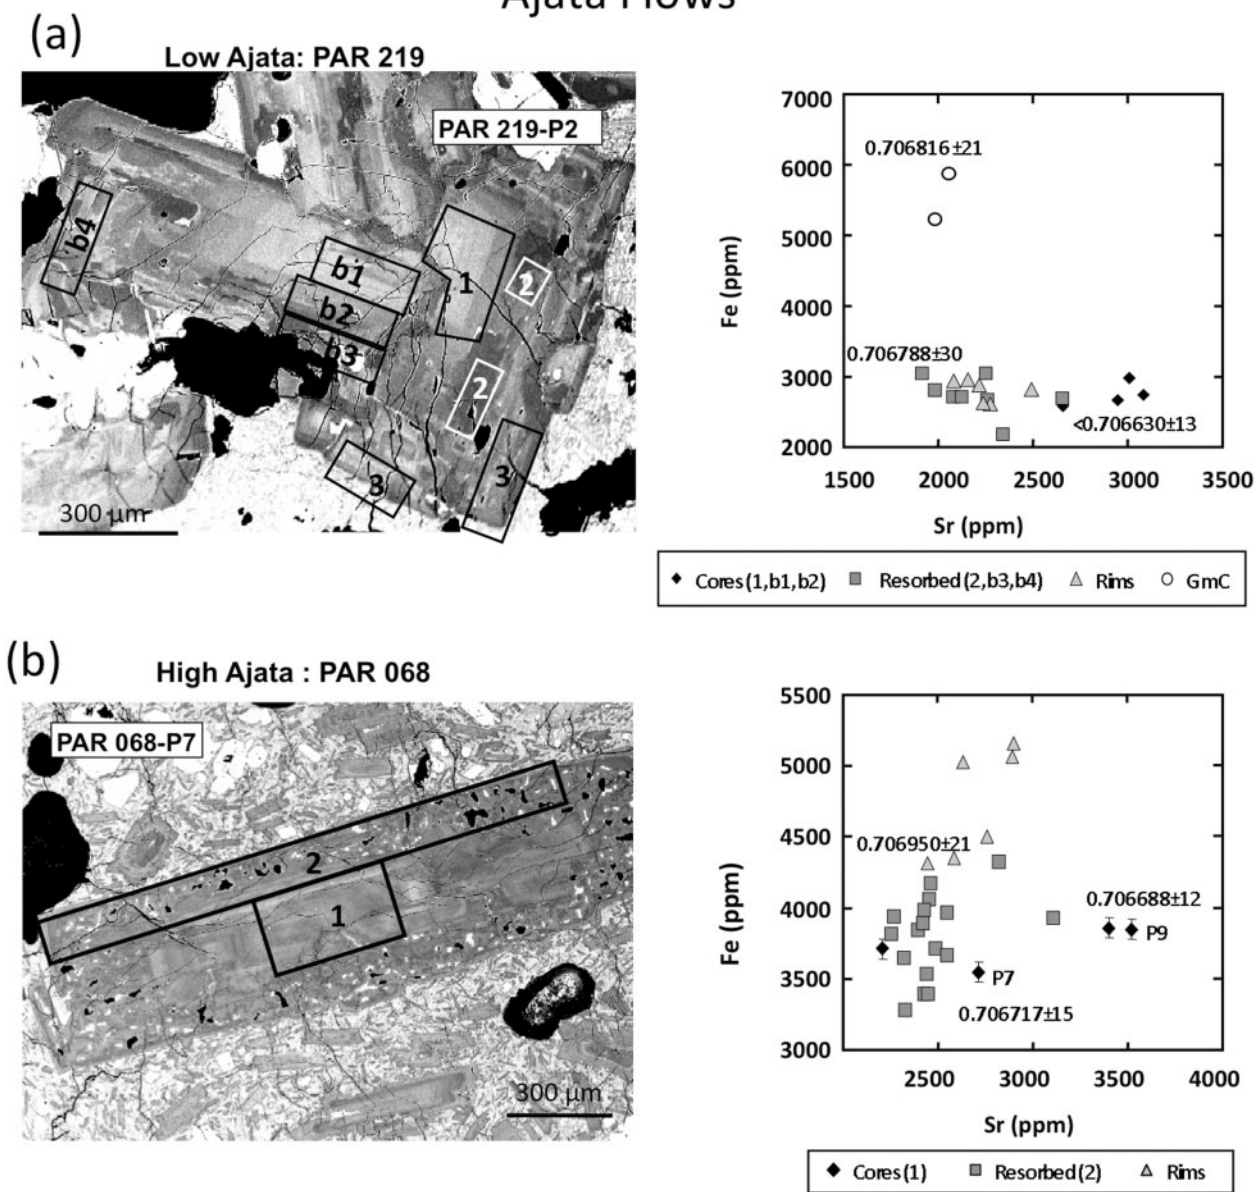 Ajata Flows
(a)
Low Ajata: PAR 219
PAR 219-P2
b4
b1
b2
b3
1
2
2
3
3
300 µm
7000
6000
5000
4000
3000
2000
Fe (ppm)
0.706816±21
0.706788±30
<0.706630±13
1500 2000 2500 3000 3500
Sr (ppm)
Cores (1,b1,b2) Resorbed (2,b3,b4) Rims GmC
(b)
High Ajata : PAR 068
PAR 068-P7
2
1
300 µm
5500
5000
4500
4000
3500
3000
Fe (ppm)
0.706950±21
0.706688±12
P9
P7
0.706717±15
2500 3000 3500 4000
Sr (ppm)
Cores (1) Resorbed (2) Rims